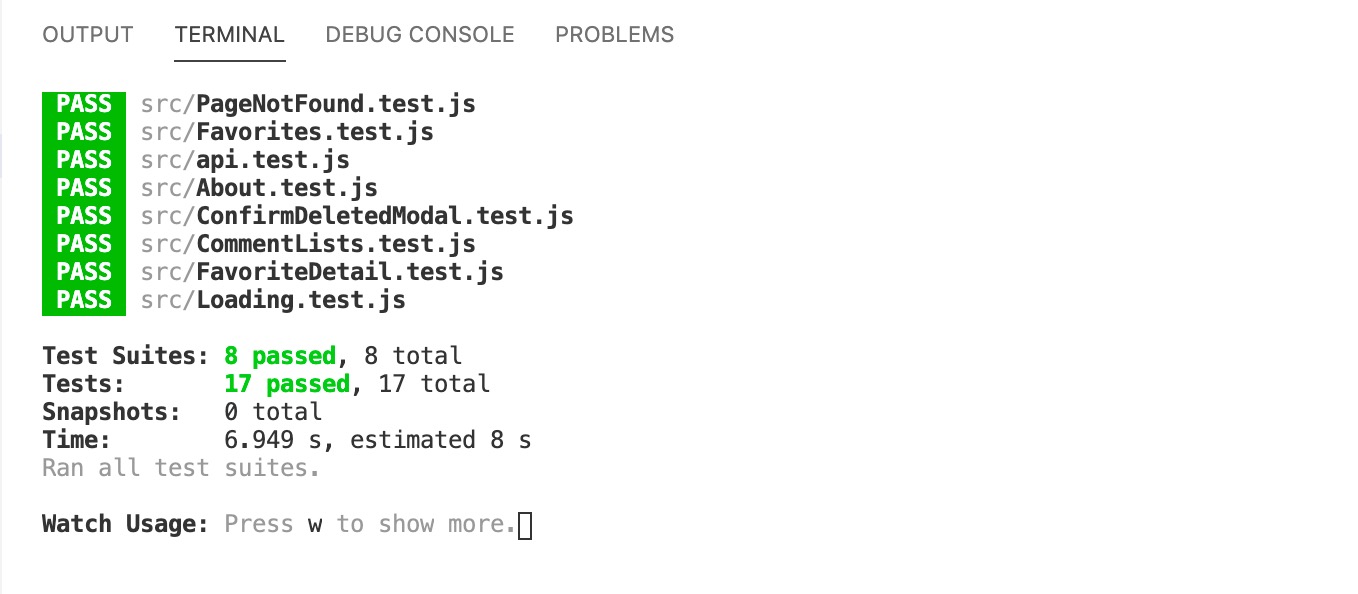 OUTPUT TERMINAL DEBUG CONSOLE PROBLEMS
PASS src/PageNotFound.test.js
PASS src/Favorites.test.js
PASS src/api.test.js
PASS src/About.test.js
PASS src/ConfirmDeletedModal.test.js
PASS src/CommentLists.test.js
PASS src/FavoriteDetail.test.js
PASS src/Loading.test.js
Test Suites: 8 passed, 8 total
Tests: 17 passed, 17 total
Snapshots: 0 total
Time: 6.949 s, estimated 8 s
Ran all test suites.
Watch Usage: Press w to show more.